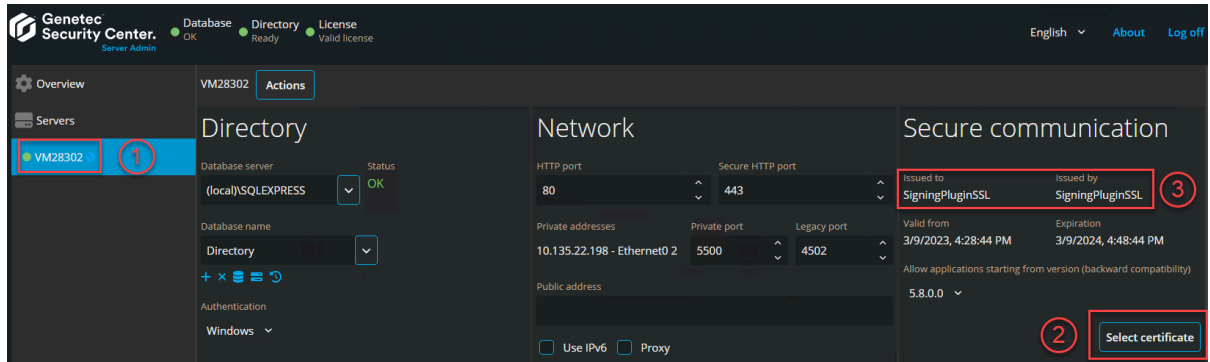 Genetec
Security Center.
Server Admin
Database
OK
Directory
Ready
License
Valid license
English
About
Log off
Overview
Servers
VM28302
1
VM28302
Actions
Directory
Database server
Status
(local)\SQLEXPRESS
OK
Database name
Directory
Authentication
Windows
Network
HTTP port
Secure HTTP port
80
443
Private addresses
Private port
Legacy port
10.135.22.198 - Ethernet0 2
5500
4502
Public address
Use IPv6
Proxy
Secure communication
Issued to
Issued by
SigningPluginSSL
SigningPluginSSL
3
Valid from
Expiration
3/9/2023, 4:28:44 PM
3/9/2024, 4:48:44 PM
Allow applications starting from version (backward compatibility)
5.8.0.0
2
Select certificate